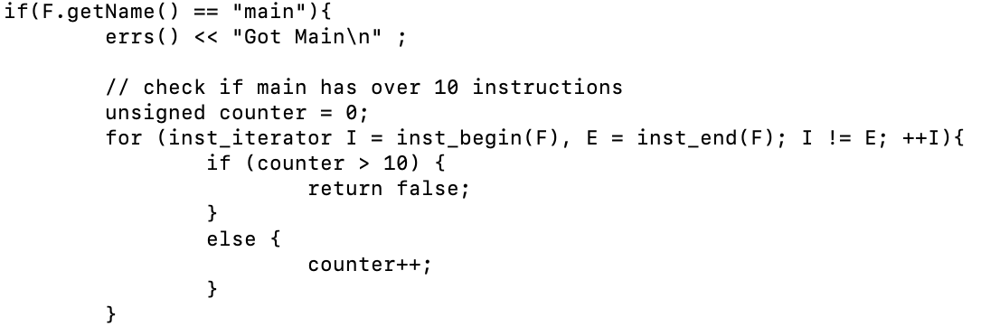 if(F.getName() == "main"){
errs() << "Got Main\n" ;
// check if main has over 10 instructions
unsigned counter = 0;
for (inst_iterator I = inst_begin(F), E = inst_end(F); I != E; ++I){
if (counter > 10) {
return false;
}
else {
counter++;
}
}